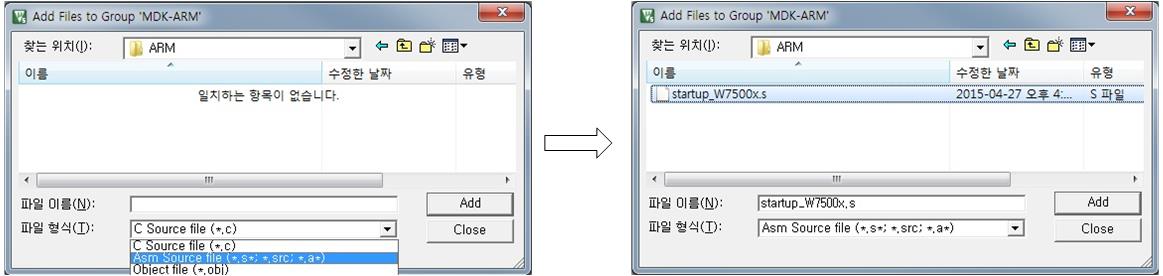 Add Files to Group 'MDK-ARM'
찾는 위치(I):
ARM
이름
수정한 날짜
유형
일치하는 항목이 없습니다.
파일 이름(N):
Add
파일 형식(T):
C Source file (*.c)
Close
C Source file (*.c)
Asm Source file (*.s*; *.src; *.a*)
Object file (*.obj)
Add Files to Group 'MDK-ARM'
찾는 위치(I):
ARM
이름
수정한 날짜
유형
startup_W7500x.s
2015-04-27 오후 4:...
S 파일
파일 이름(N):
startup_W7500x.s
Add
파일 형식(T):
Asm Source file (*.s*; *.src; *.a*)
Close